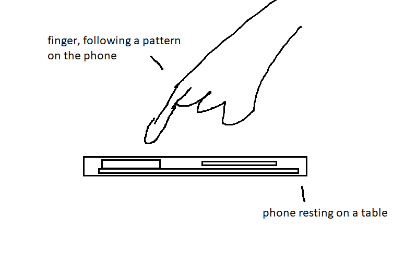 finger, following a pattern
on the phone
phone resting on a table